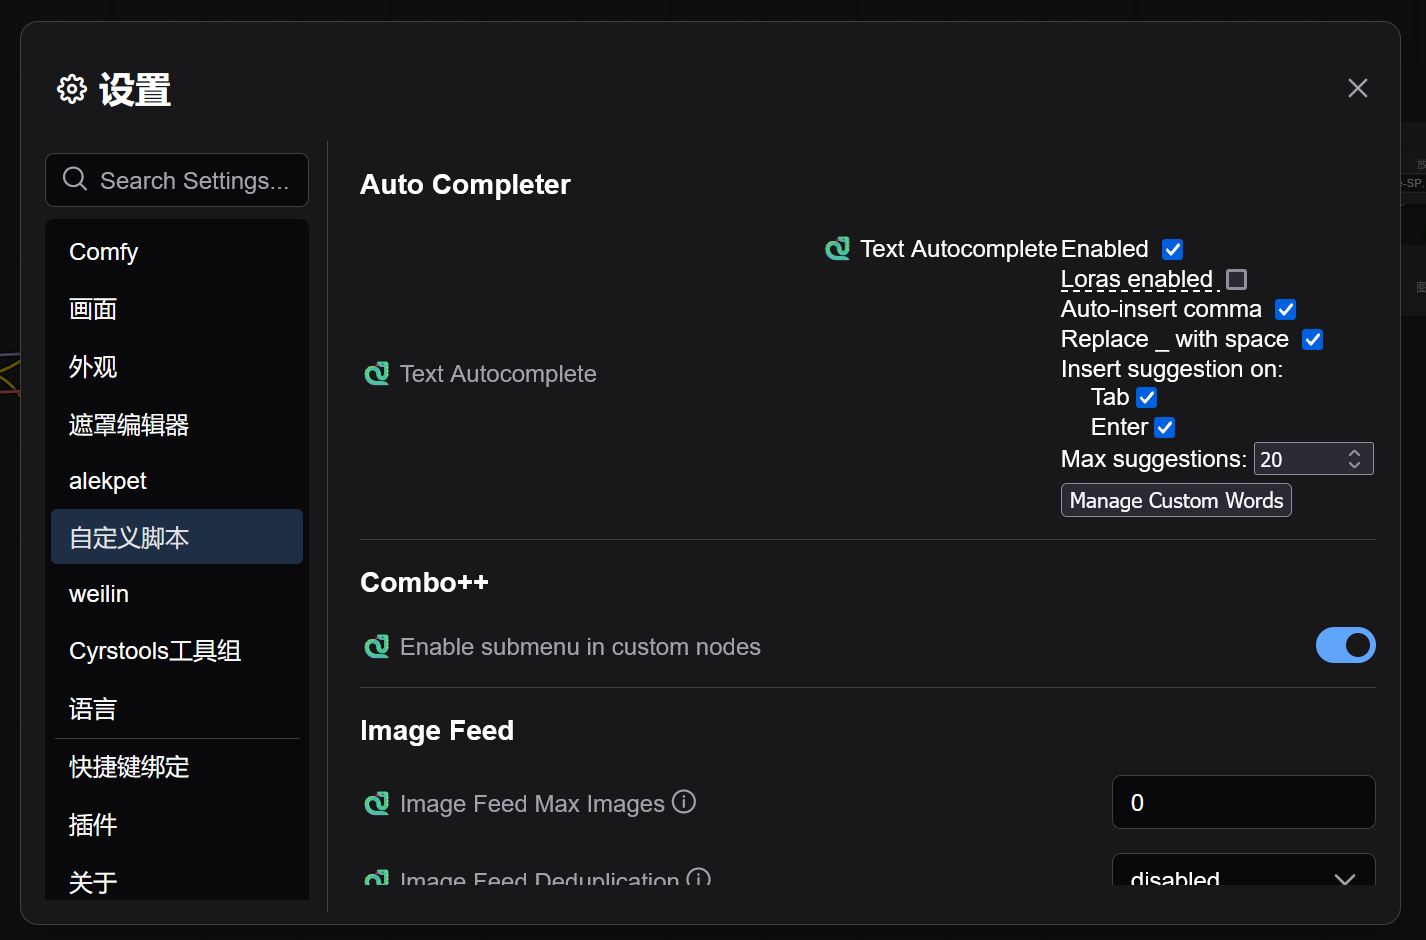 设置
Search Settings...
Comfy
画面
外观
遮罩编辑器
alekpet
自定义脚本
weilin
Cyrstools工具组
语言
快捷键绑定
插件
关于
Auto Completer
Text Autocomplete
Text Autocomplete
Enabled
Loras enabled
Auto-insert comma
Replace _ with space
Insert suggestion on:
Tab
Enter
Max suggestions: 20
Manage Custom Words
Combo++
Enable submenu in custom nodes
Image Feed
Image Feed Max Images
0
Image Feed Deduplication
disabled